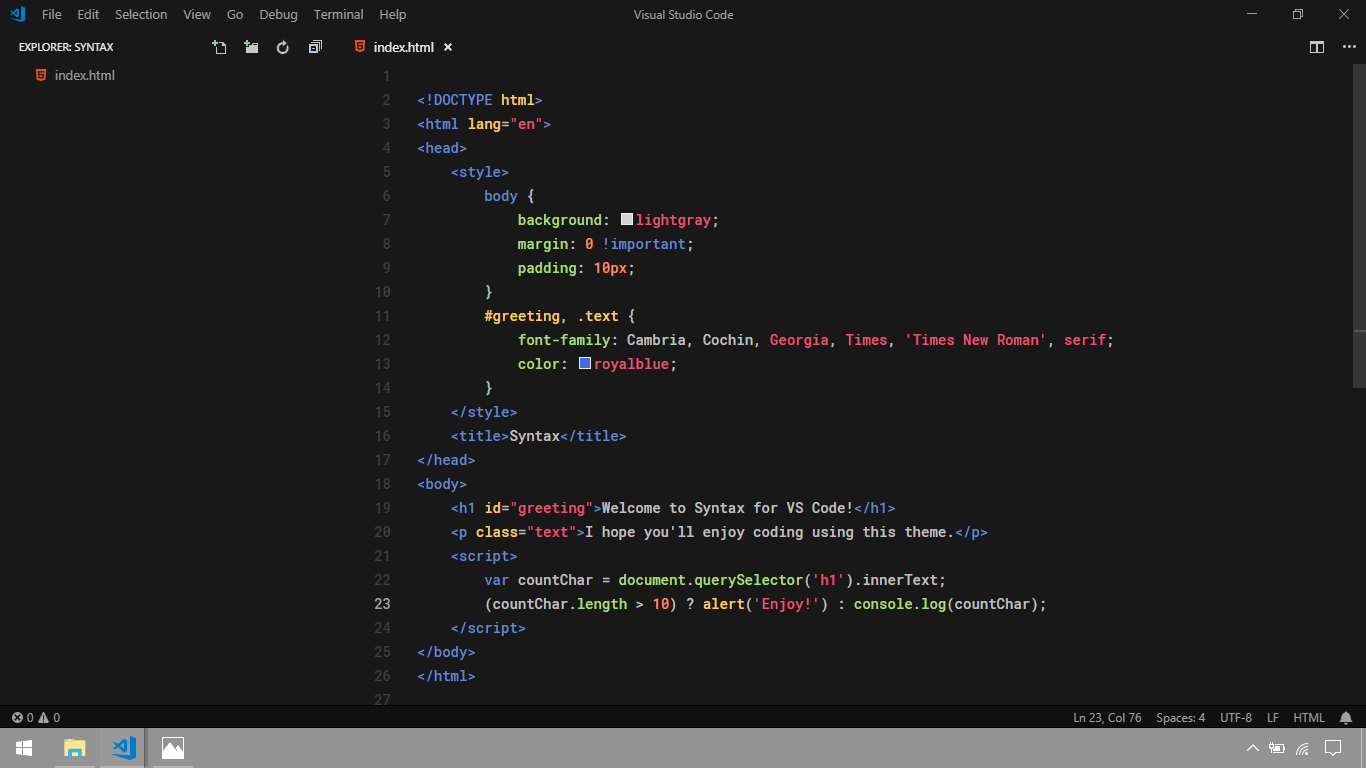 File Edit Selection View Go Debug Terminal Help Visual Studio Code
EXPLORER: SYNTAX
index.html
index.html
1
2 <!DOCTYPE html>
3 <html lang="en">
4 <head>
5 <style>
6 body {
7 background: lightgray;
8 margin: 0 !important;
9 padding: 10px;
10 }
11 #greeting, .text {
12 font-family: Cambria, Cochin, Georgia, Times, 'Times New Roman', serif;
13 color: royalblue;
14 }
15 </style>
16 <title>Syntax</title>
17 </head>
18 <body>
19 <h1 id="greeting">Welcome to Syntax for VS Code!</h1>
20 <p class="text">I hope you'll enjoy coding using this theme.</p>
21 <script>
22 var countChar = document.querySelector('h1').innerText;
23 (countChar.length > 10) ? alert('Enjoy!') : console.log(countChar);
24 </script>
25 </body>
26 </html>
27
0 0 Ln 23, Col 76 Spaces: 4 UTF-8 LF HTML